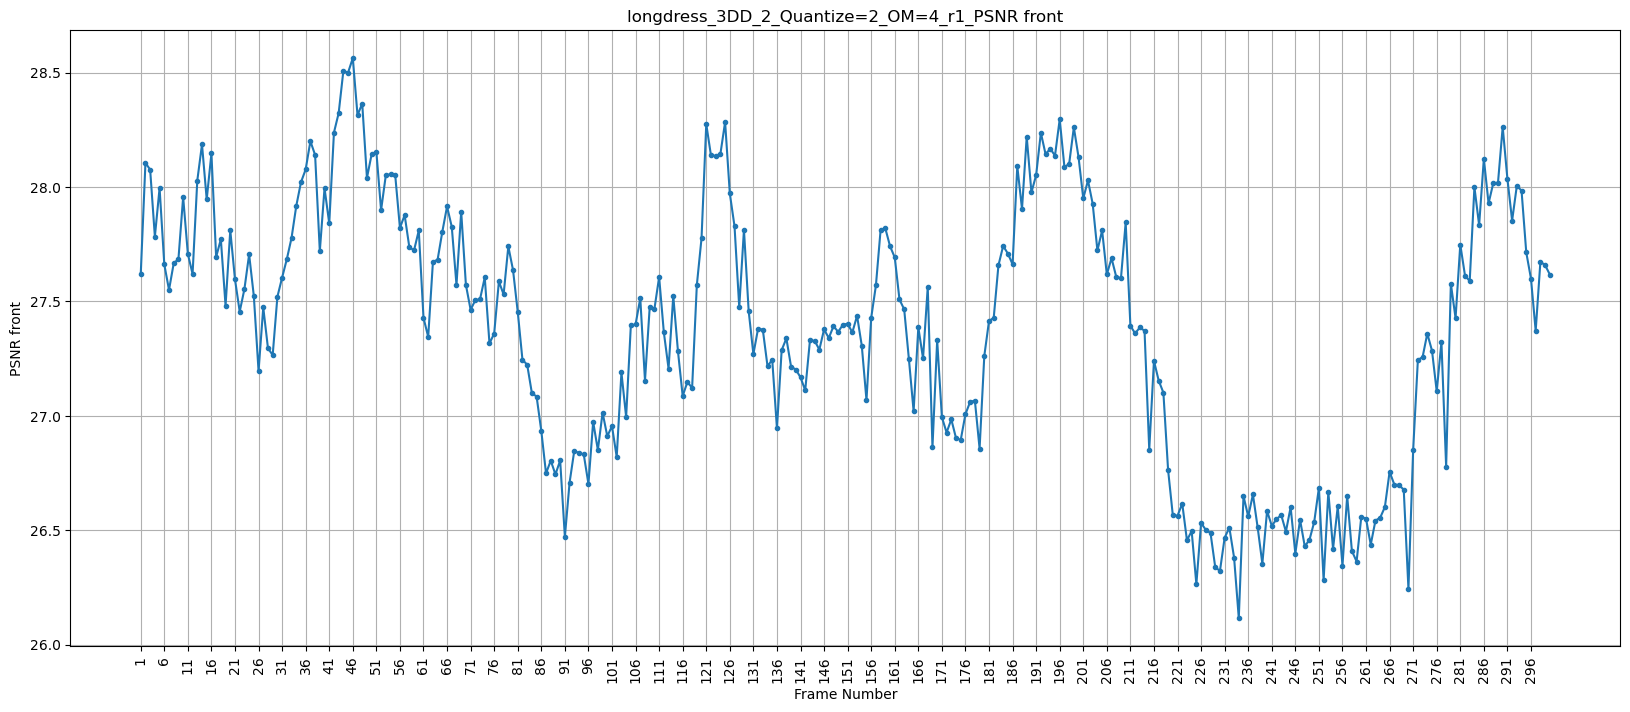 longdress_3DD_2_Quantize=2_OM=4_r1_PSNR front
PSNR front
28.5
28.0
27.5
27.0
26.5
26.0
1 6 11 16 21 26 31 36 41 46 51 56 61 66 71 76 81 86 91 96 101 106 111 116 121 126 131 136 141 146 151 156 161 166 171 176 181 186 191 196 201 206 211 216 221 226 231 236 241 246 251 256 261 266 271 276 281 286 291 296
Frame Number